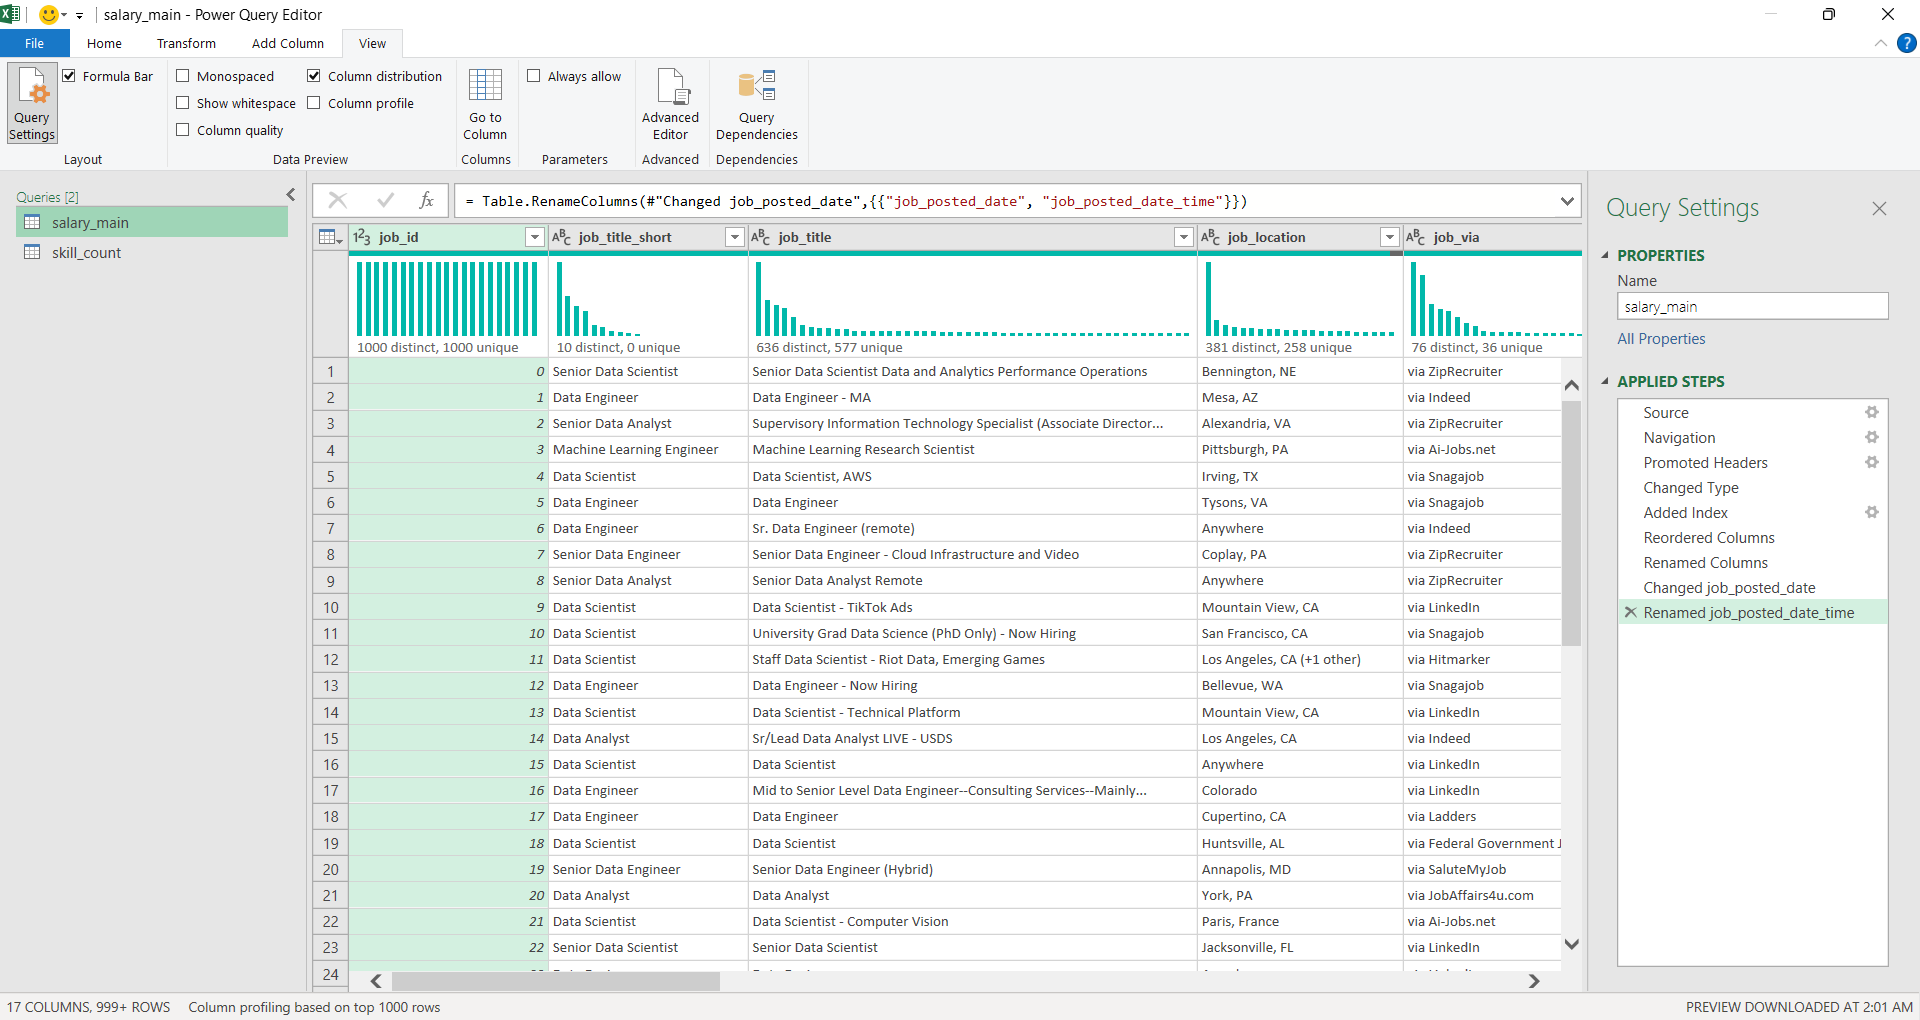 salary_main - Power Query Editor
File Home Transform Add Column View
Query Settings
Formula Bar
Layout
Monospaced
Show whitespace
Column quality
Column distribution
Column profile
Data Preview
Go to Column
Columns
Always allow
Parameters
Advanced Editor
Advanced
Query Dependencies
Dependencies
Queries [2]
salary_main
skill_count
fx = Table.RenameColumns(#"Changed job_posted_date",{{"job_posted_date", "job_posted_date_time"}})
1²3 job_id ABC job_title_short ABC job_title ABC job_location ABC job_via
1000 distinct, 1000 unique 10 distinct, 0 unique 636 distinct, 577 unique 381 distinct, 258 unique 76 distinct, 36 unique
1 0 Senior Data Scientist Senior Data Scientist Data and Analytics Performance Operations Bennington, NE via ZipRecruiter
2 1 Data Engineer Data Engineer - MA Mesa, AZ via Indeed
3 2 Senior Data Analyst Supervisory Information Technology Specialist (Associate Director... Alexandria, VA via ZipRecruiter
4 3 Machine Learning Engineer Machine Learning Research Scientist Pittsburgh, PA via Ai-Jobs.net
5 4 Data Scientist Data Scientist, AWS Irving, TX via Snagajob
6 5 Data Engineer Data Engineer Tysons, VA via Snagajob
7 6 Data Engineer Sr. Data Engineer (remote) Anywhere via Indeed
8 7 Senior Data Engineer Senior Data Engineer - Cloud Infrastructure and Video Coplay, PA via ZipRecruiter
9 8 Senior Data Analyst Senior Data Analyst Remote Anywhere via ZipRecruiter
10 9 Data Scientist Data Scientist - TikTok Ads Mountain View, CA via LinkedIn
11 10 Data Scientist University Grad Data Science (PhD Only) - Now Hiring San Francisco, CA via Snagajob
12 11 Data Scientist Staff Data Scientist - Riot Data, Emerging Games Los Angeles, CA (+1 other) via Hitmarker
13 12 Data Engineer Data Engineer - Now Hiring Bellevue, WA via Snagajob
14 13 Data Scientist Data Scientist - Technical Platform Mountain View, CA via LinkedIn
15 14 Data Analyst Sr/Lead Data Analyst LIVE - USDS Los Angeles, CA via Indeed
16 15 Data Scientist Data Scientist Anywhere via LinkedIn
17 16 Data Engineer Mid to Senior Level Data Engineer--Consulting Services--Mainly... Colorado via LinkedIn
18 17 Data Engineer Data Engineer Cupertino, CA via Ladders
19 18 Data Scientist Data Scientist Huntsville, AL via Federal Government J
20 19 Senior Data Engineer Senior Data Engineer (Hybrid) Annapolis, MD via SaluteMyJob
21 20 Data Analyst Data Analyst York, PA via JobAffairs4u.com
22 21 Data Scientist Data Scientist - Computer Vision Paris, France via Ai-Jobs.net
23 22 Senior Data Scientist Senior Data Scientist Jacksonville, FL via LinkedIn
24
Query Settings
PROPERTIES
Name
salary_main
All Properties
APPLIED STEPS
Source
Navigation
Promoted Headers
Changed Type
Added Index
Reordered Columns
Renamed Columns
Changed job_posted_date
Renamed job_posted_date_time
17 COLUMNS, 999+ ROWS Column profiling based on top 1000 rows PREVIEW DOWNLOADED AT 2:01 AM